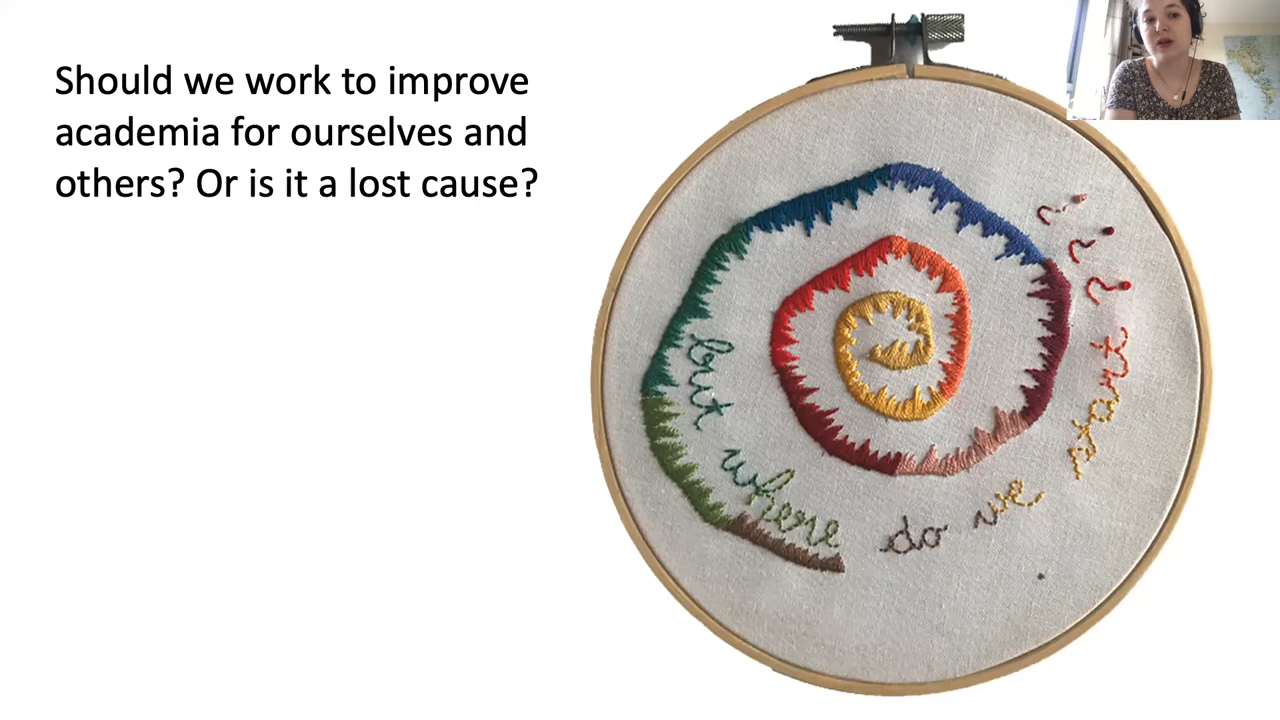 Should we work to improve
academia for ourselves and
others? Or is it a lost cause?
but where do we start
???